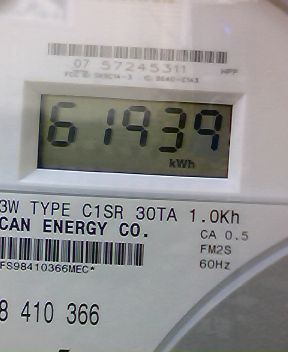 07 57245311
61939
kWh
3W TYPE C1SR 30TA 1.0Kh
CAN ENERGY CO.
CA 0.5
FM2S
60Hz
FS98410366MEC*
8 410 366